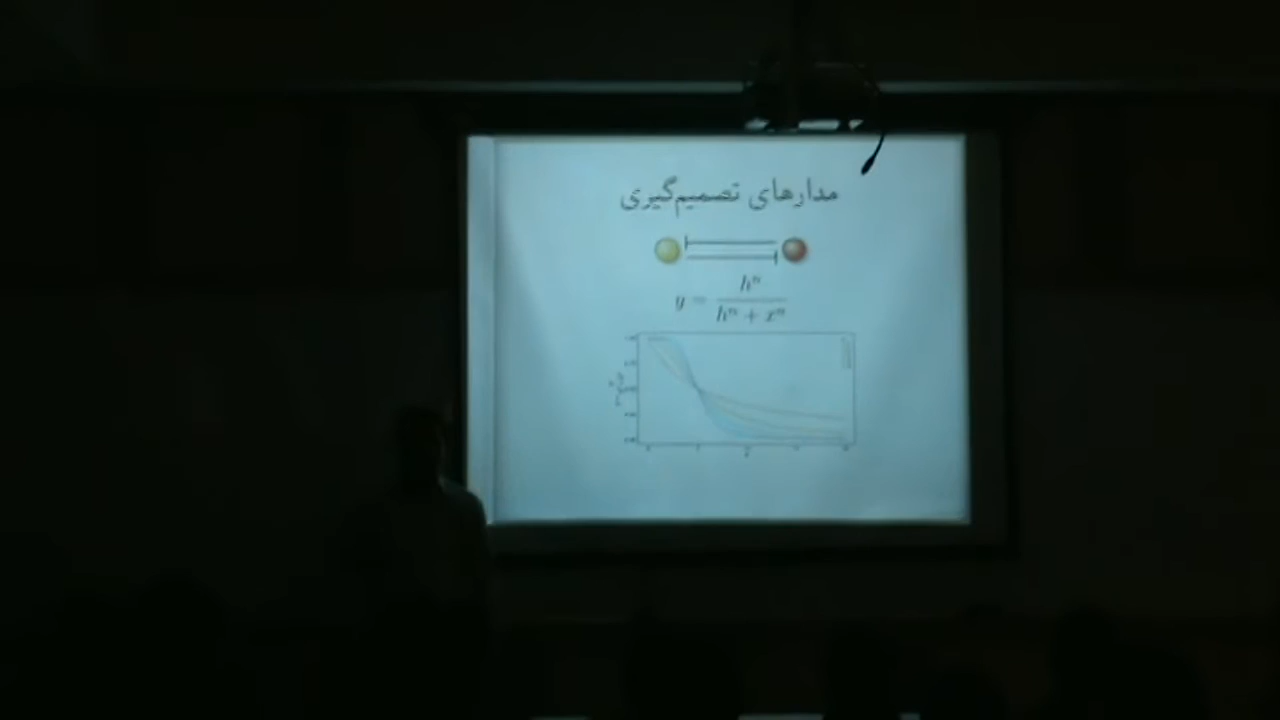 مدارهای تصمیم‌گیری
y = hⁿ / (hⁿ + xⁿ)